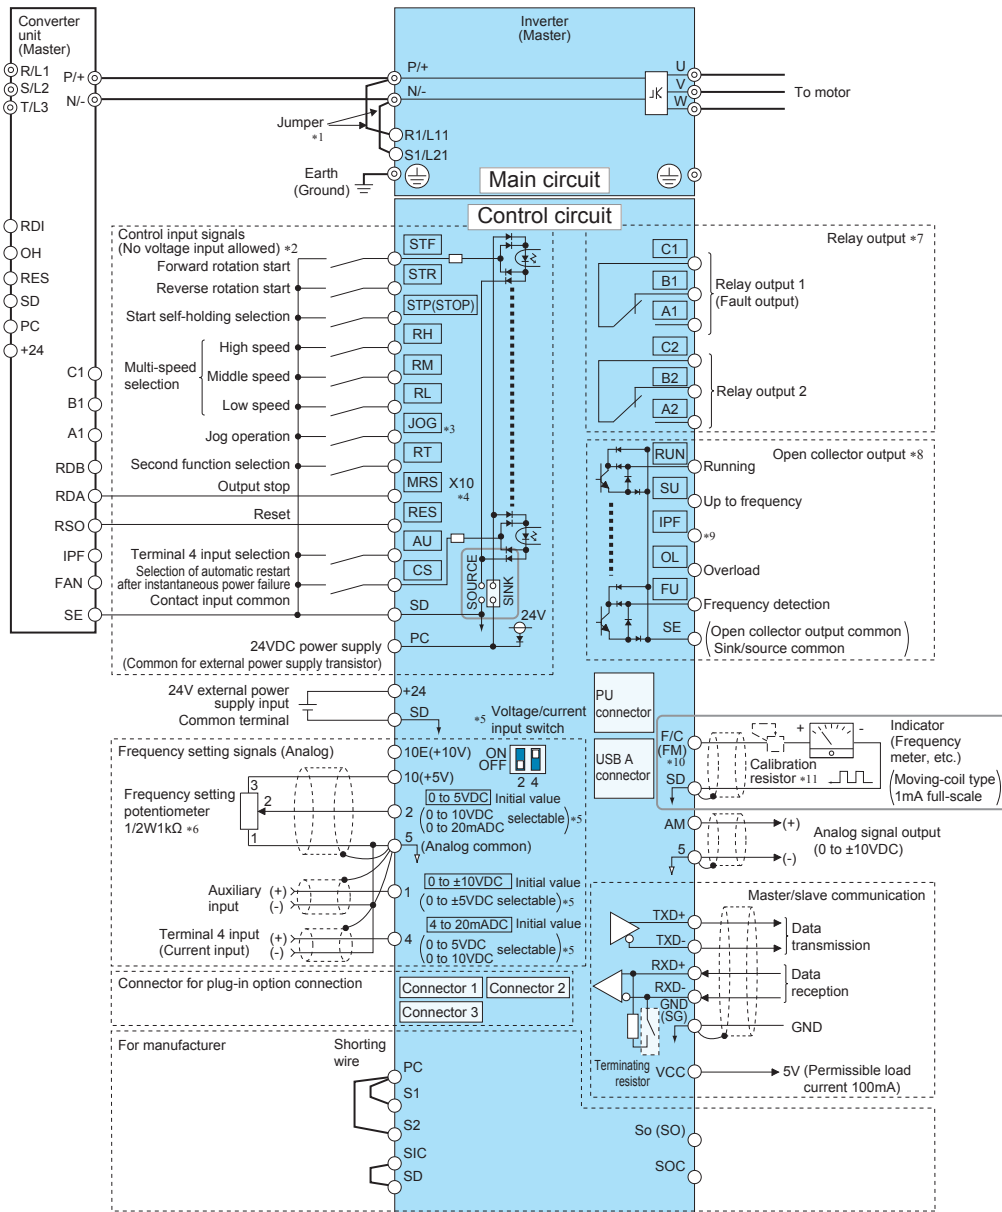 Converter
unit
(Master)
R/L1
S/L2
T/L3
P/+
N/-
Inverter
(Master)
P/+
N/-
U
V
W
To motor
Jumper
*1
R1/L11
S1/L21
Earth
(Ground)
Main circuit
Control circuit
RDI
OH
RES
SD
PC
+24
C1
B1
A1
RDB
RDA
RSO
IPF
FAN
SE
Control input signals
(No voltage input allowed) *2
Forward rotation start
Reverse rotation start
Start self-holding selection
Multi-speed
selection
High speed
Middle speed
Low speed
Jog operation
Second function selection
Output stop
Reset
Terminal 4 input selection
Selection of automatic restart
after instantaneous power failure
Contact input common
24VDC power supply
(Common for external power supply transistor)
STF
STR
STP(STOP)
RH
RM
RL
JOG *3
RT
MRS X10
*4
RES
AU
CS
SD
PC
SOURCE
SINK
24V
Relay output *7
C1
B1
A1
Relay output 1
(Fault output)
C2
B2
A2
Relay output 2
Open collector output *8
RUN
Running
SU
Up to frequency
IPF
*9
OL
Overload
FU
Frequency detection
SE
(Open collector output common
Sink/source common)
24V external power
supply input
Common terminal
+24
SD
*5 Voltage/current
input switch
ON
OFF
2 4
PU
connector
USB A
connector
F/C
(FM)
*10
SD
+ -
Calibration
resistor *11
Indicator
(Frequency
meter, etc.)
(Moving-coil type
1mA full-scale)
AM
5
(+)
(-)
Analog signal output
(0 to ±10VDC)
Frequency setting signals (Analog)
Frequency setting
potentiometer
1/2W1kΩ *6
3
2
1
10E(+10V)
10(+5V)
2
0 to 5VDC Initial value
(0 to 10VDC
0 to 20mADC selectable)*5
5
(Analog common)
Auxiliary
input
(+)
(-)
1
0 to ±10VDC Initial value
(0 to ±5VDC selectable)*5
Terminal 4 input
(Current input)
(+)
(-)
4
4 to 20mADC Initial value
(0 to 5VDC
0 to 10VDC selectable)*5
Master/slave communication
TXD+
TXD-
Data
transmission
RXD+
RXD-
Data
reception
GND
(SG)
GND
Terminating
resistor
VCC
5V (Permissible load
current 100mA)
Connector for plug-in option connection
Connector 1
Connector 2
Connector 3
For manufacturer
Shorting
wire
PC
S1
S2
SIC
SD
So (SO)
SOC